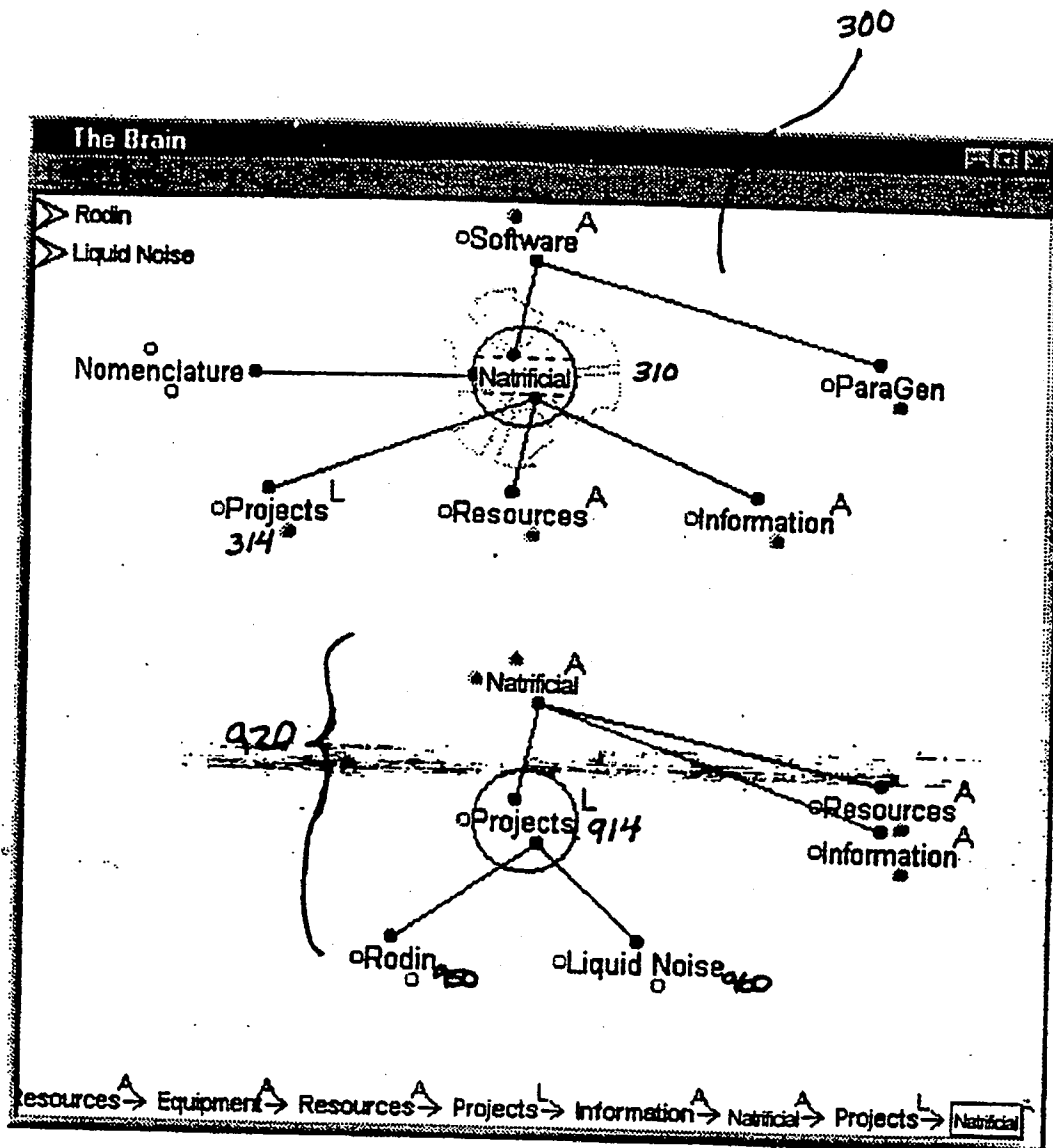 300
The Brain
Rodin
Software A
Liquid Noise
Nomenclature
Natrificial
310
ParaGen
Projects L
Resources A
Information A
314
Natrificial A
920
Projects L
914
Resources A
Information A
Rodin 950
Liquid Noise 960
Resources A Equipment A Resources A Projects L Information A Natrificial A Projects L Natrificial